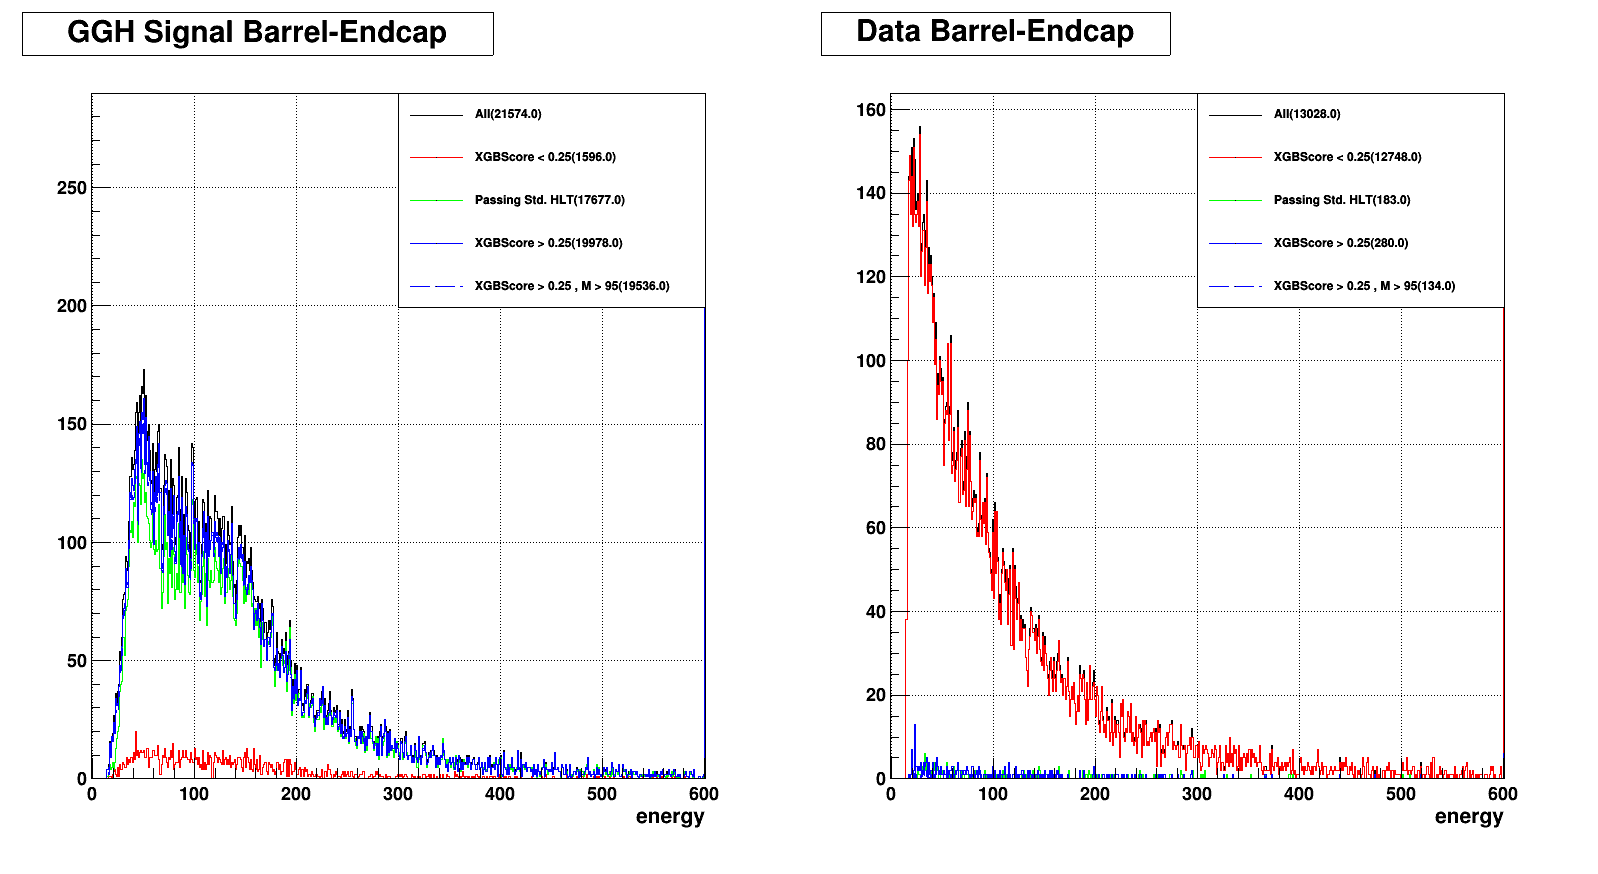 GGH Signal Barrel-Endcap
All(21574.0)
XGBScore < 0.25(1596.0)
Passing Std. HLT(17677.0)
XGBScore > 0.25(19978.0)
XGBScore > 0.25 , M > 95(19536.0)
250
200
150
100
50
0
0 100 200 300 400 500 600
energy
Data Barrel-Endcap
All(13028.0)
XGBScore < 0.25(12748.0)
Passing Std. HLT(183.0)
XGBScore > 0.25(280.0)
XGBScore > 0.25 , M > 95(134.0)
160
140
120
100
80
60
40
20
0
0 100 200 300 400 500 600
energy